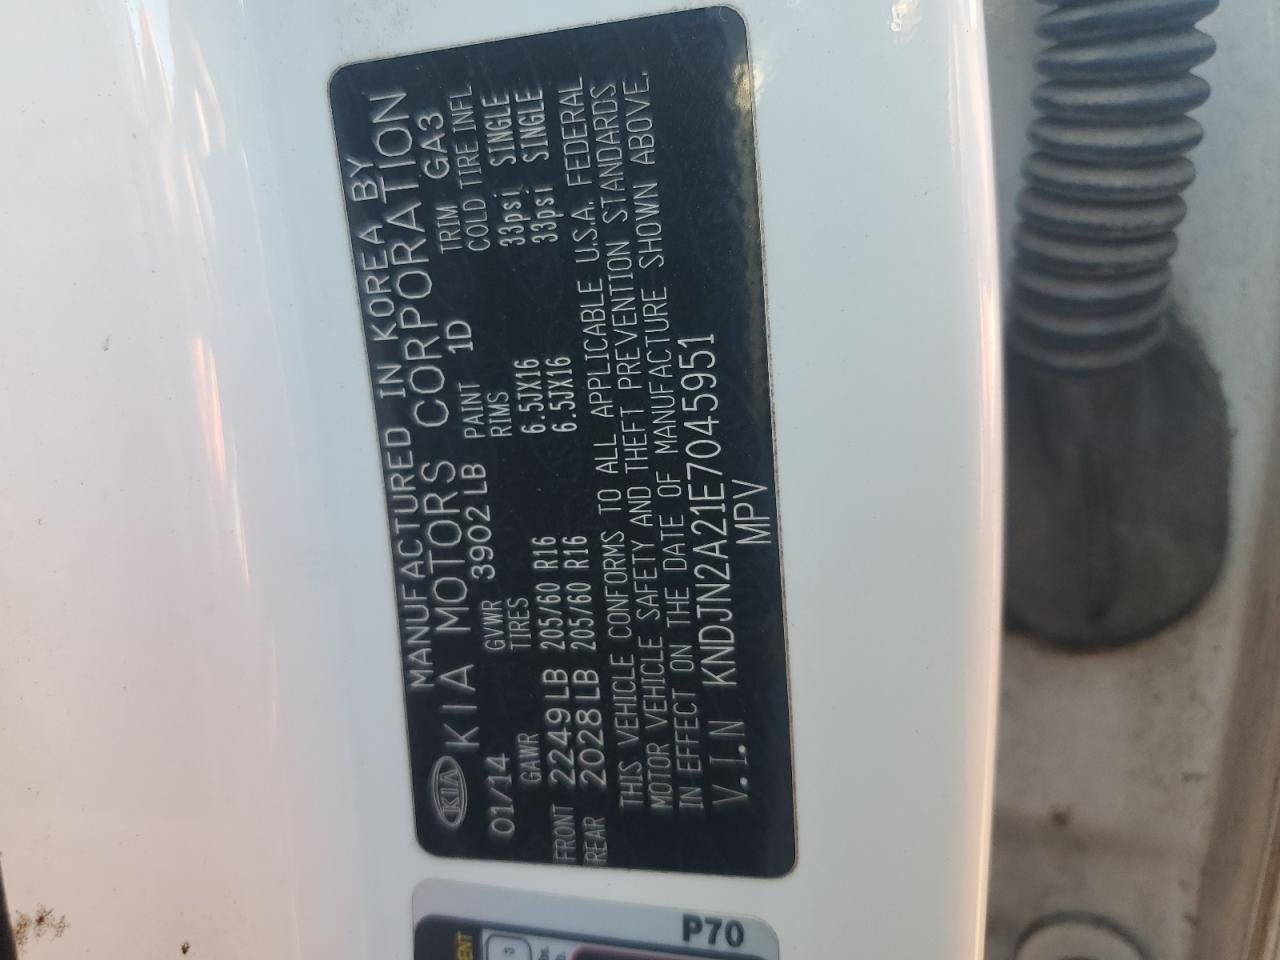 MANUFACTURED IN KOREA BY
KIA KIA MOTORS CORPORATION
01/14 GVWR 3902LB PAINT 1D TRIM GA3
GAWR TIRES RIMS COLD TIRE INFL
FRONT 2249LB 205/60 R16 6.5JX16 33psi SINGLE
REAR 2028LB 205/60 R16 6.5JX16 33psi SINGLE
THIS VEHICLE CONFORMS TO ALL APPLICABLE U.S.A. FEDERAL
MOTOR VEHICLE SAFETY AND THEFT PREVENTION STANDARDS
IN EFFECT ON THE DATE OF MANUFACTURE SHOWN ABOVE.
V.I.N KNDJN2A21E7045951
MPV
P70